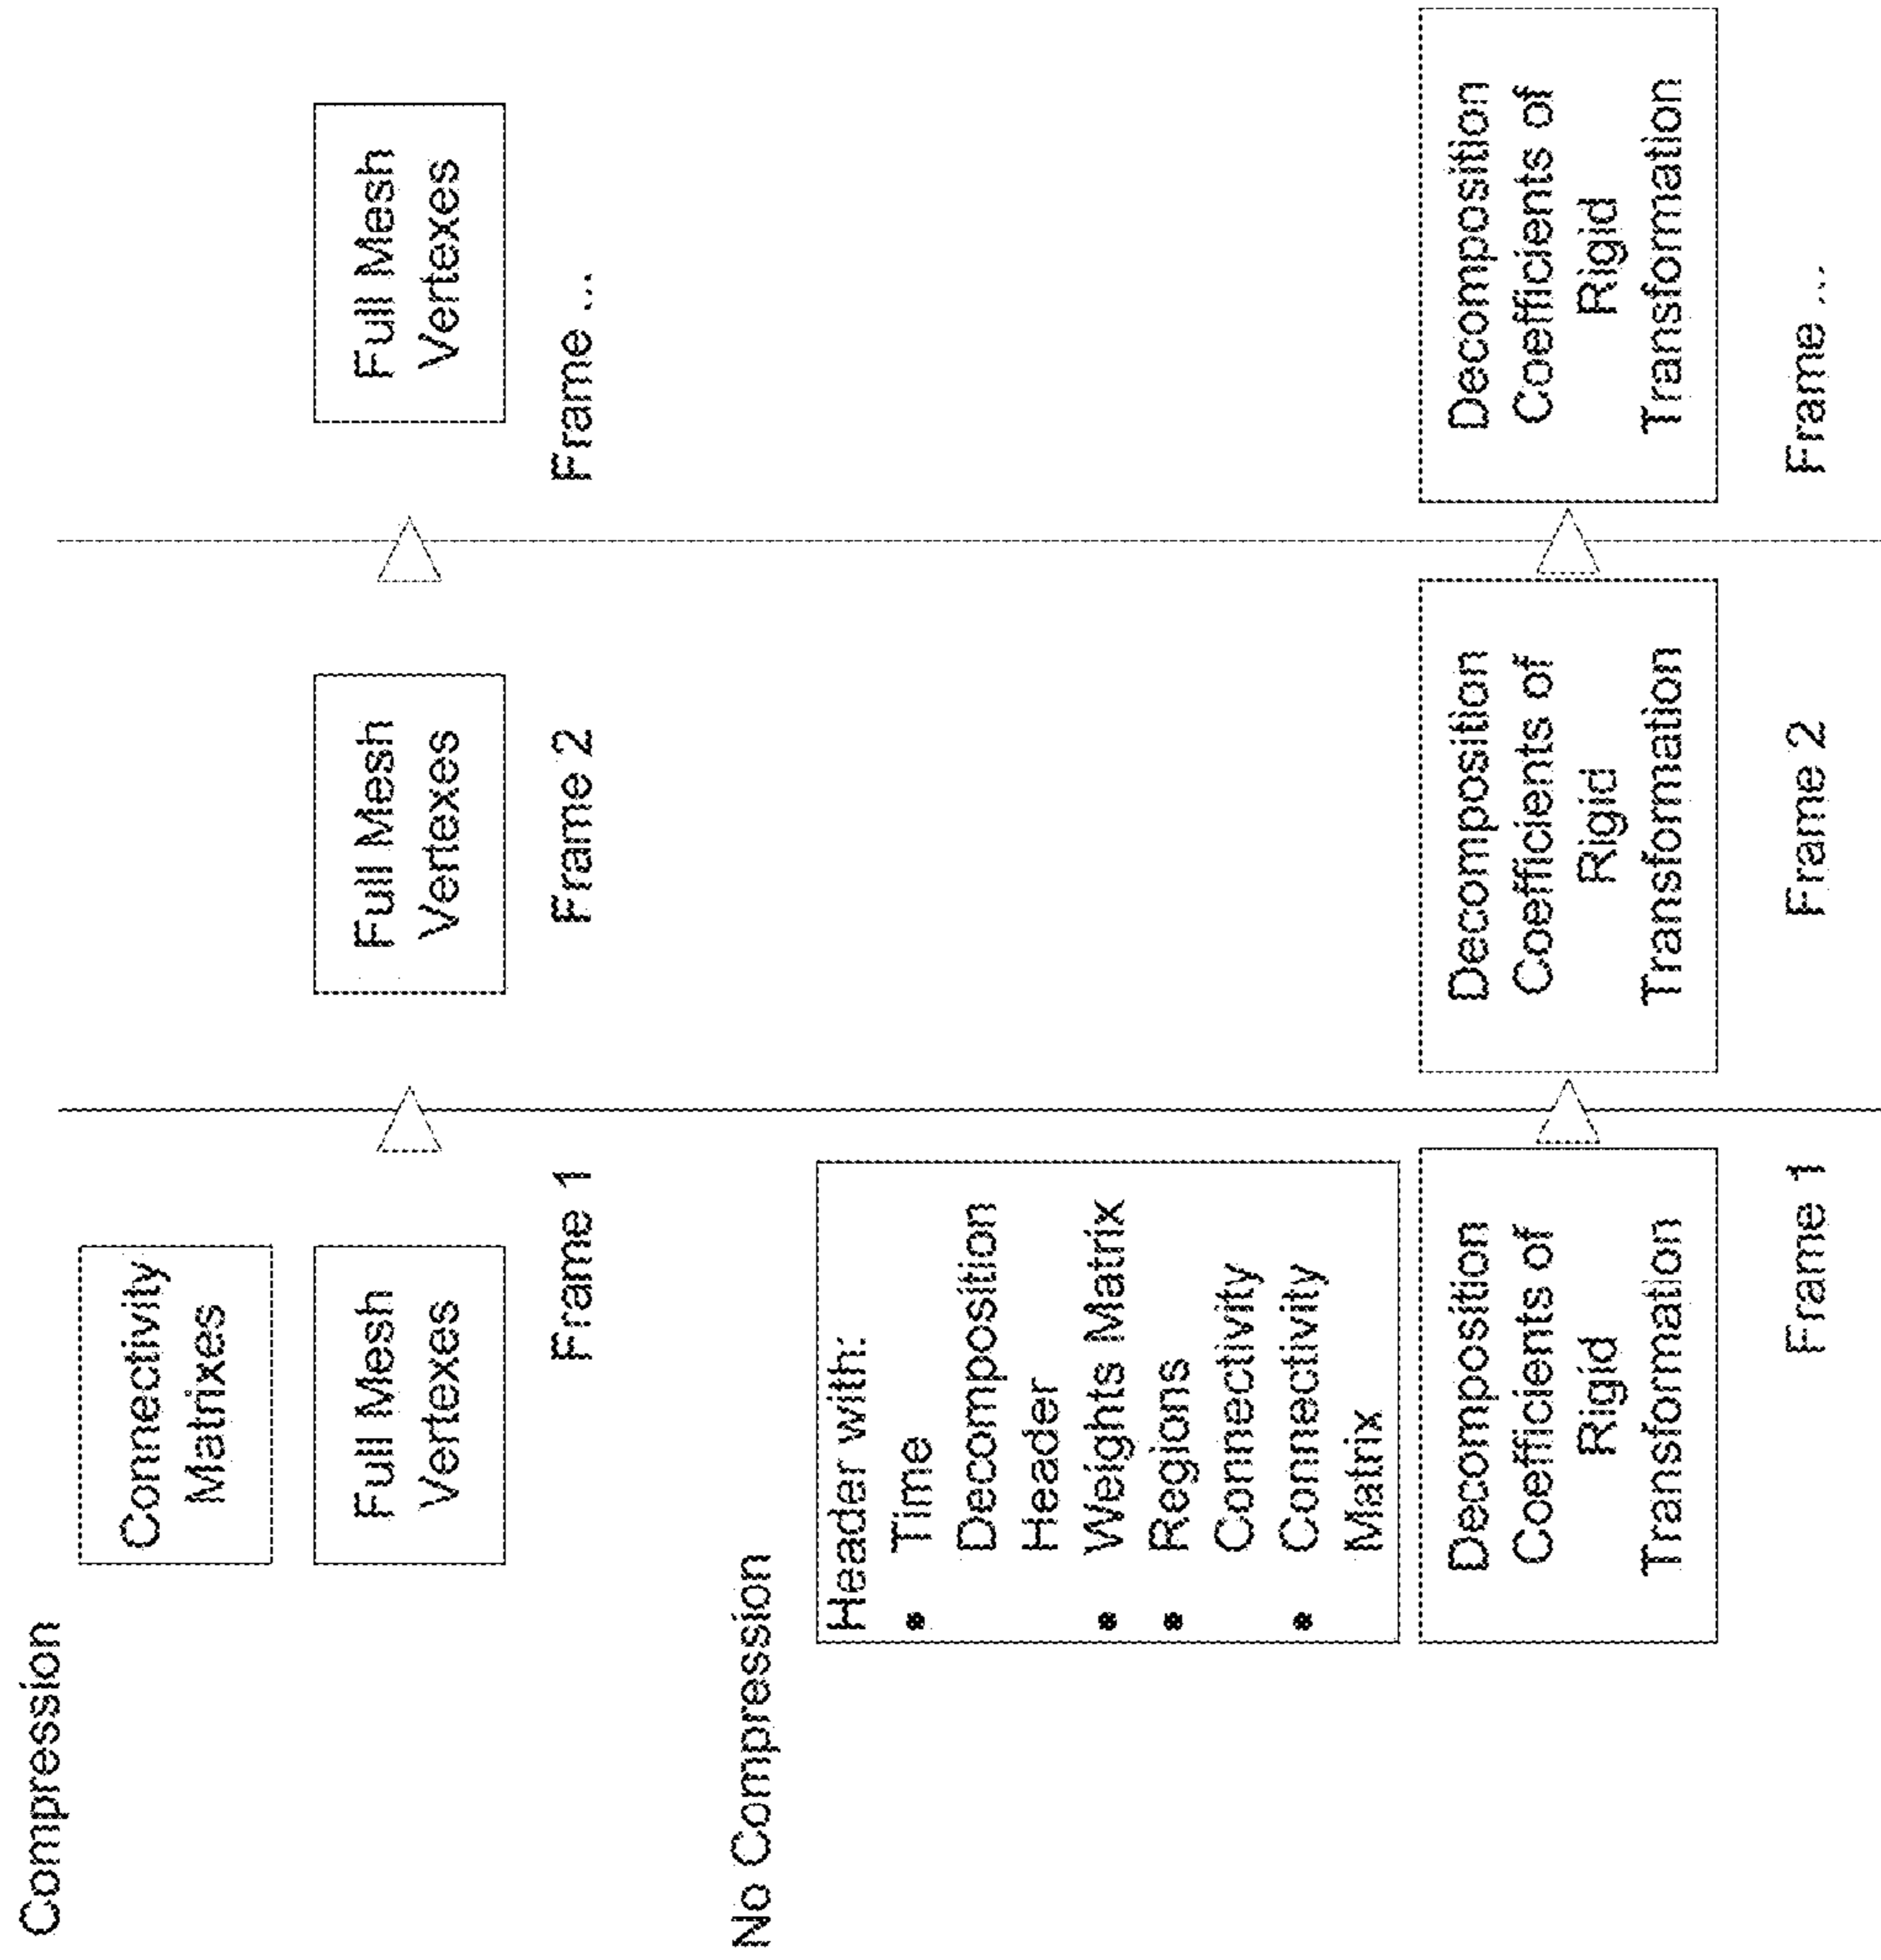 Compression
Connectivity
Matrixes
Full Mesh
Vertexes
Frame 1
Full Mesh
Vertexes
Frame 2
Full Mesh
Vertexes
Frame ...
No Compression
Header with:
• Time
Decomposition
Header
• Weights Matrix
• Regions
Connectivity
• Connectivity
Matrix
Decomposition
Coefficients of
Rigid
Transformation
Frame 1
Decomposition
Coefficients of
Rigid
Transformation
Frame 2
Decomposition
Coefficients of
Rigid
Transformation
Frame ...